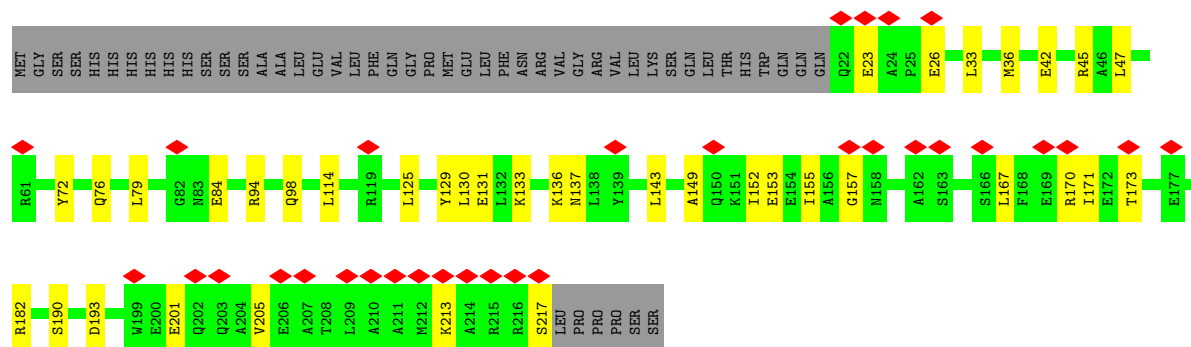 MET GLY SER SER HIS HIS HIS HIS HIS HIS SER SER SER ALA ALA LEU GLU VAL LEU PHE GLN GLY PRO MET GLU LEU PHE ASN ARG VAL GLY ARG VAL LEU LYS SER GLN LEU THR HIS TRP GLN GLN GLN Q22 E23 A24 P25 E26 L33 M36 E42 R45 A46 L47
R61 Y72 Q76 L79 G82 N83 E84 R94 Q98 L114 R119 L125 Y129 L130 E131 L132 K133 K136 N137 L138 Y139 L143 A149 Q150 K151 I152 E153 E154 I155 A156 G157 N158 A162 S163 S166 L167 F168 E169 R170 I171 E172 T173 E177
R182 S190 D193 W199 E200 E201 Q202 Q203 A204 V205 E206 A207 T208 L209 A210 A211 M212 K213 A214 R215 R216 S217 LEU PRO PRO PRO SER SER